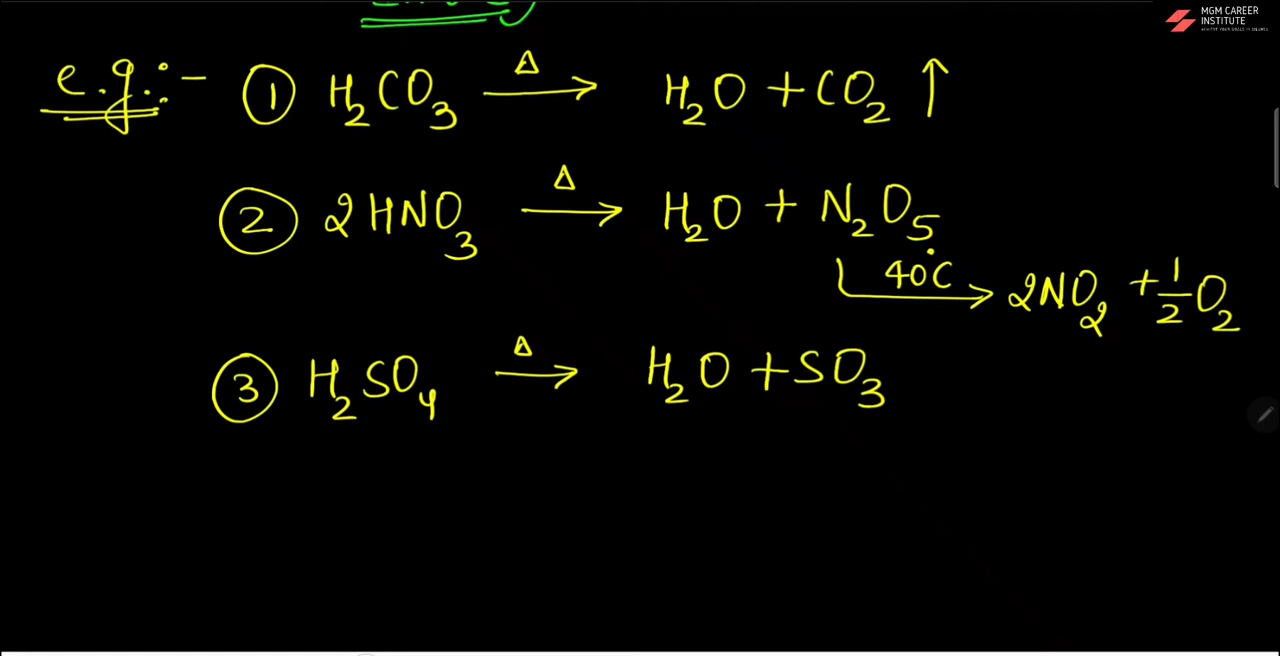 MGM CAREER
INSTITUTE
e.g.:- ① H₂CO₃ —Δ→ H₂O + CO₂ ↑
② 2HNO₃ —Δ→ H₂O + N₂O₅
40°C → 2NO₂ + 1/2 O₂
③ H₂SO₄ —Δ→ H₂O + SO₃